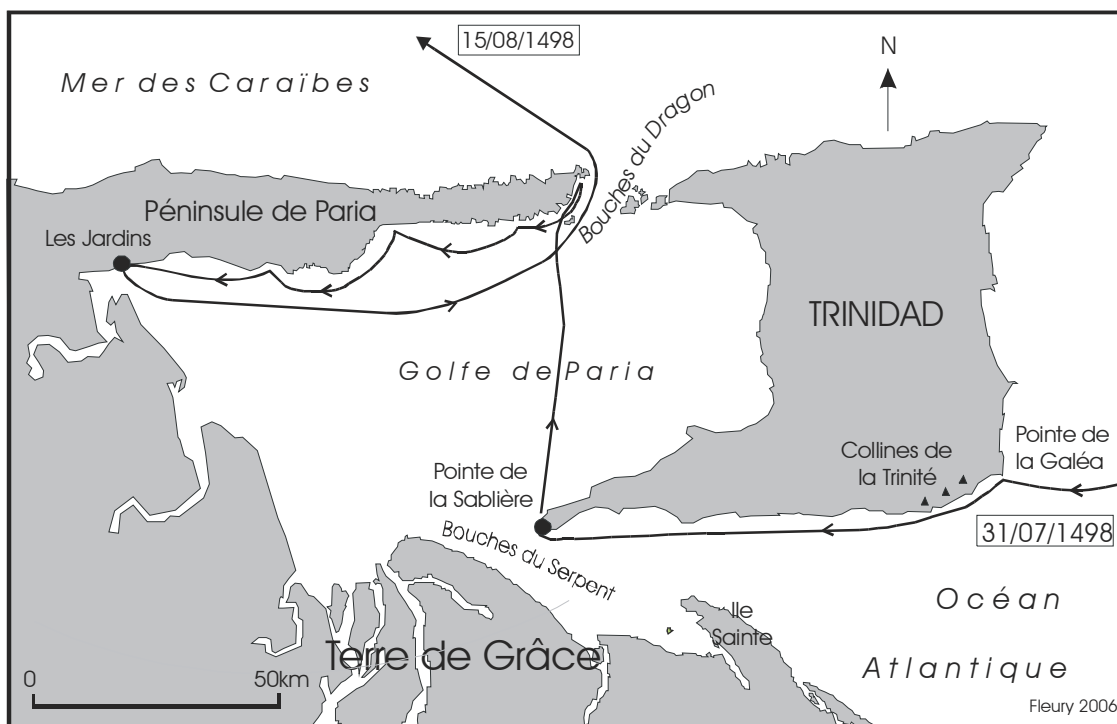 15/08/1498
N
Mer des Caraïbes
Bouches du Dragon
Péninsule de Paria
Les Jardins
TRINIDAD
Golfe de Paria
Collines de
la Trinité
Pointe de
la Galéa
Pointe de
la Sablière
31/07/1498
Bouches du Serpent
Ile
Sainte
Océan
Atlantique
Terre de Grâce
0
50km
Fleury 2006